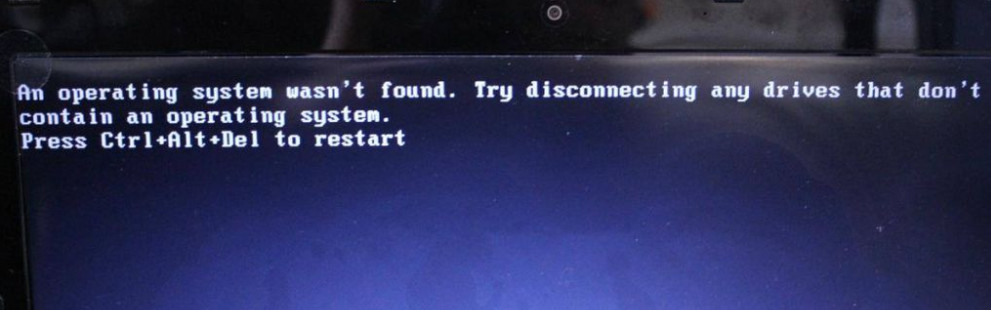 An operating system wasn't found. Try disconnecting any drives that don't
contain an operating system.
Press Ctrl+Alt+Del to restart